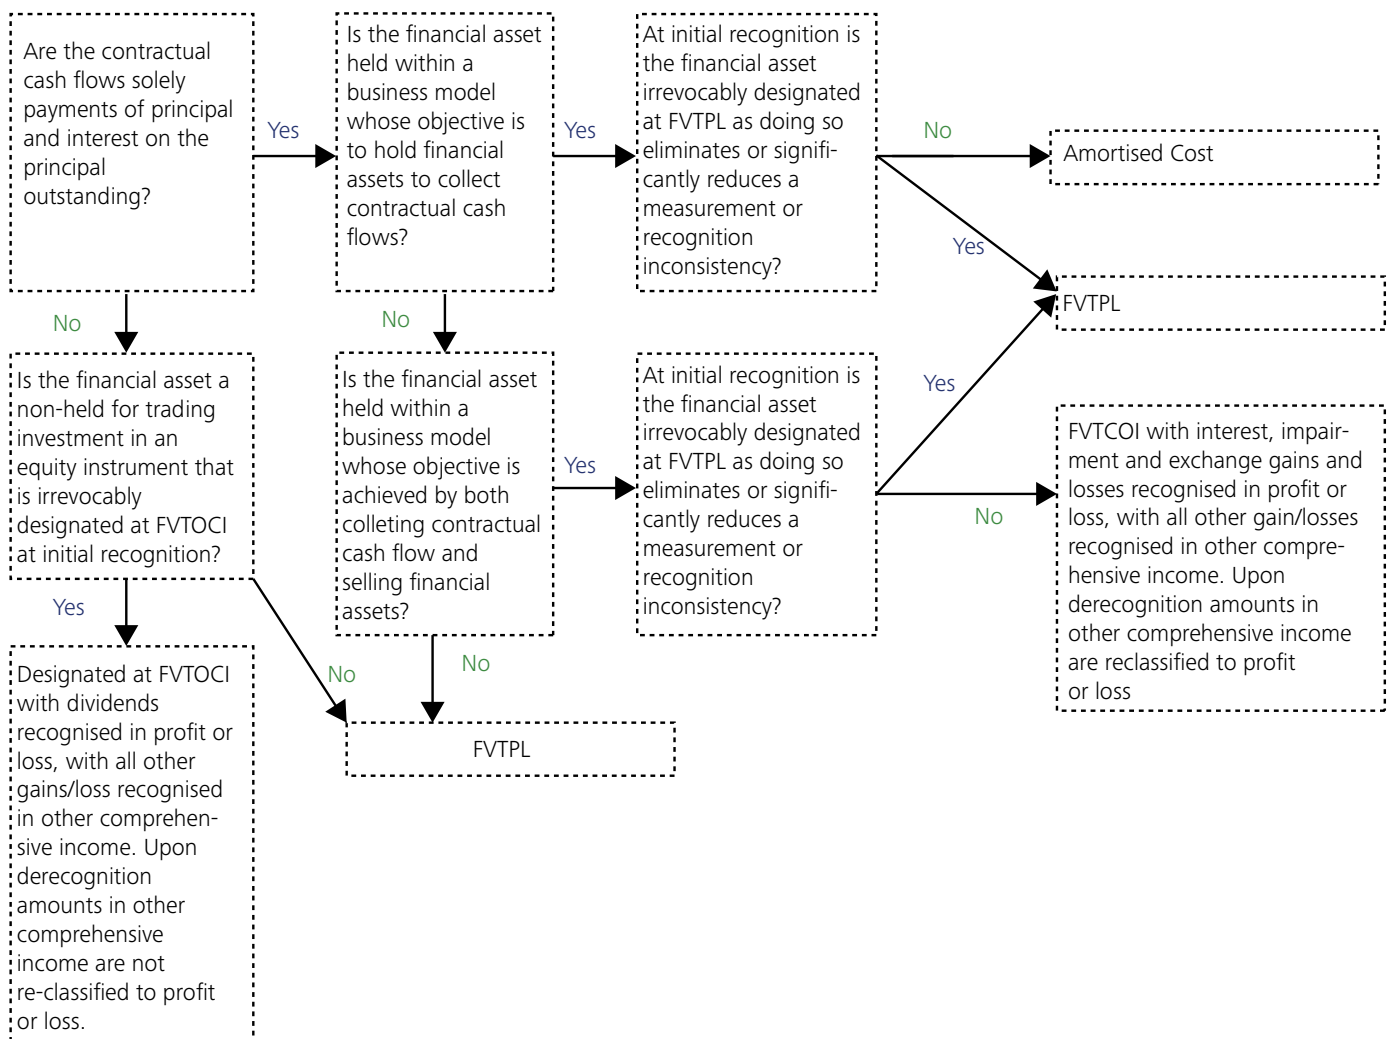 Are the contractual
cash flows solely
payments of principal
and interest on the
principal
outstanding?
Yes
Is the financial asset
held within a
business model
whose objective is
to hold financial
assets to collect
contractual cash
flows?
Yes
At initial recognition is
the financial asset
irrevocably designated
at FVTPL as doing so
eliminates or signifi-
cantly reduces a
measurement or
recognition
inconsistency?
No
Amortised Cost
Yes
FVTPL
No
No
Is the financial asset a
non-held for trading
investment in an
equity instrument that
is irrevocably
designated at FVTOCI
at initial recognition?
Is the financial asset
held within a
business model
whose objective is
achieved by both
colleting contractual
cash flow and
selling financial
assets?
Yes
At initial recognition is
the financial asset
irrevocably designated
at FVTPL as doing so
eliminates or signifi-
cantly reduces a
measurement or
recognition
inconsistency?
Yes
No
FVTCOI with interest, impair-
ment and exchange gains and
losses recognised in profit or
loss, with all other gain/losses
recognised in other compre-
hensive income. Upon
derecognition amounts in
other comprehensive income
are reclassified to profit
or loss
Yes
No
No
Designated at FVTOCI
with dividends
recognised in profit or
loss, with all other
gains/loss recognised
in other comprehen-
sive income. Upon
derecognition
amounts in other
comprehensive
income are not
re-classified to profit
or loss.
FVTPL